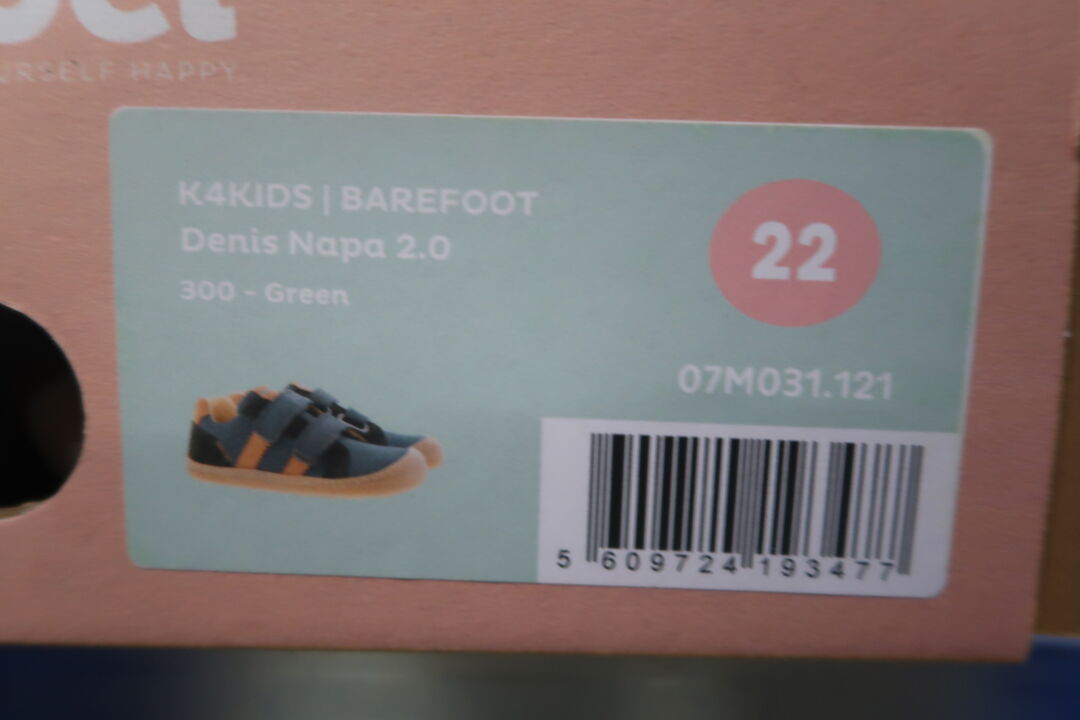 URSELF HAPPY
K4KIDS | BAREFOOT
Denis Napa 2.0
300 - Green
22
07M031.121
5 609724 193477